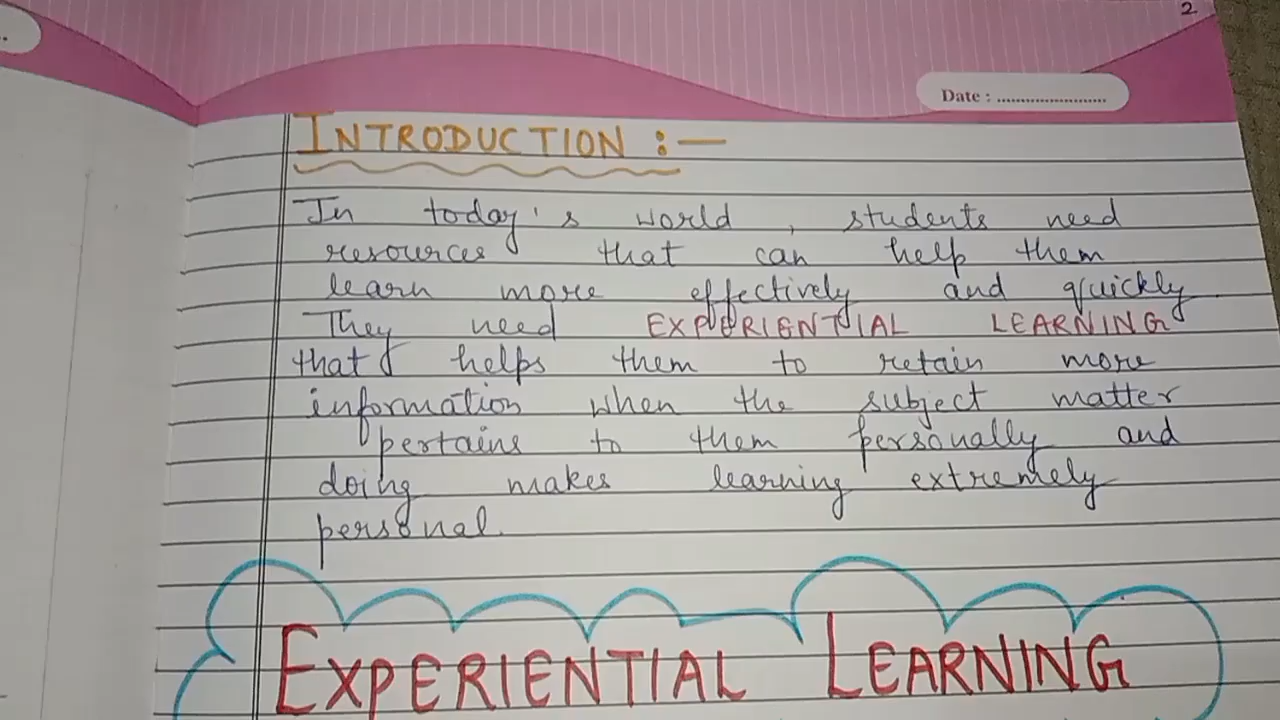 2
Date : ........................
INTRODUCTION :-
In today's world , students need
resources that can help them
learn more effectively and quickly
They need EXPERIENTIAL LEARNING
that helps them to retain more
information when the subject matter
pertains to them personally and
doing makes learning extremely
personal.
EXPERIENTIAL LEARNING